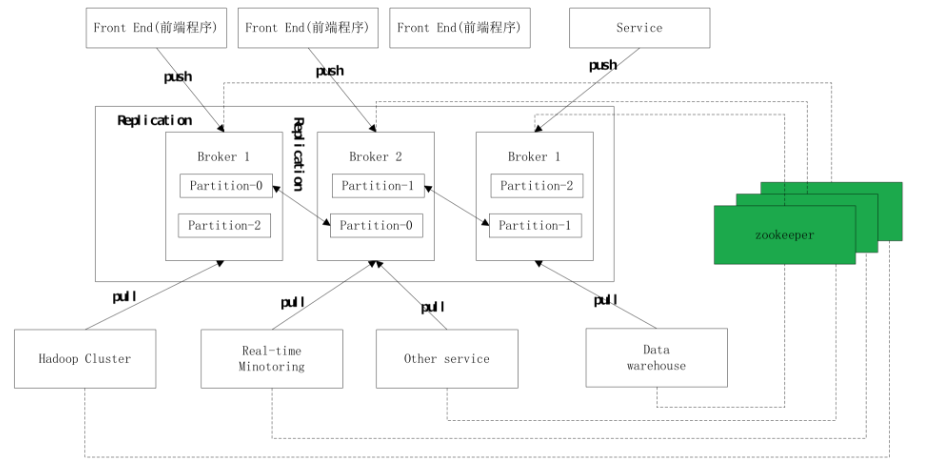 Front End(前端程序)
Front End(前端程序)
Front End(前端程序)
Service
push
push
push
Replication
Replication
Broker 1
Partition-0
Partition-2
Broker 2
Partition-1
Partition-0
Broker 1
Partition-2
Partition-1
zookeeper
pull
pull
pull
pull
Hadoop Cluster
Real-time
Minotoring
Other service
Data
warehouse